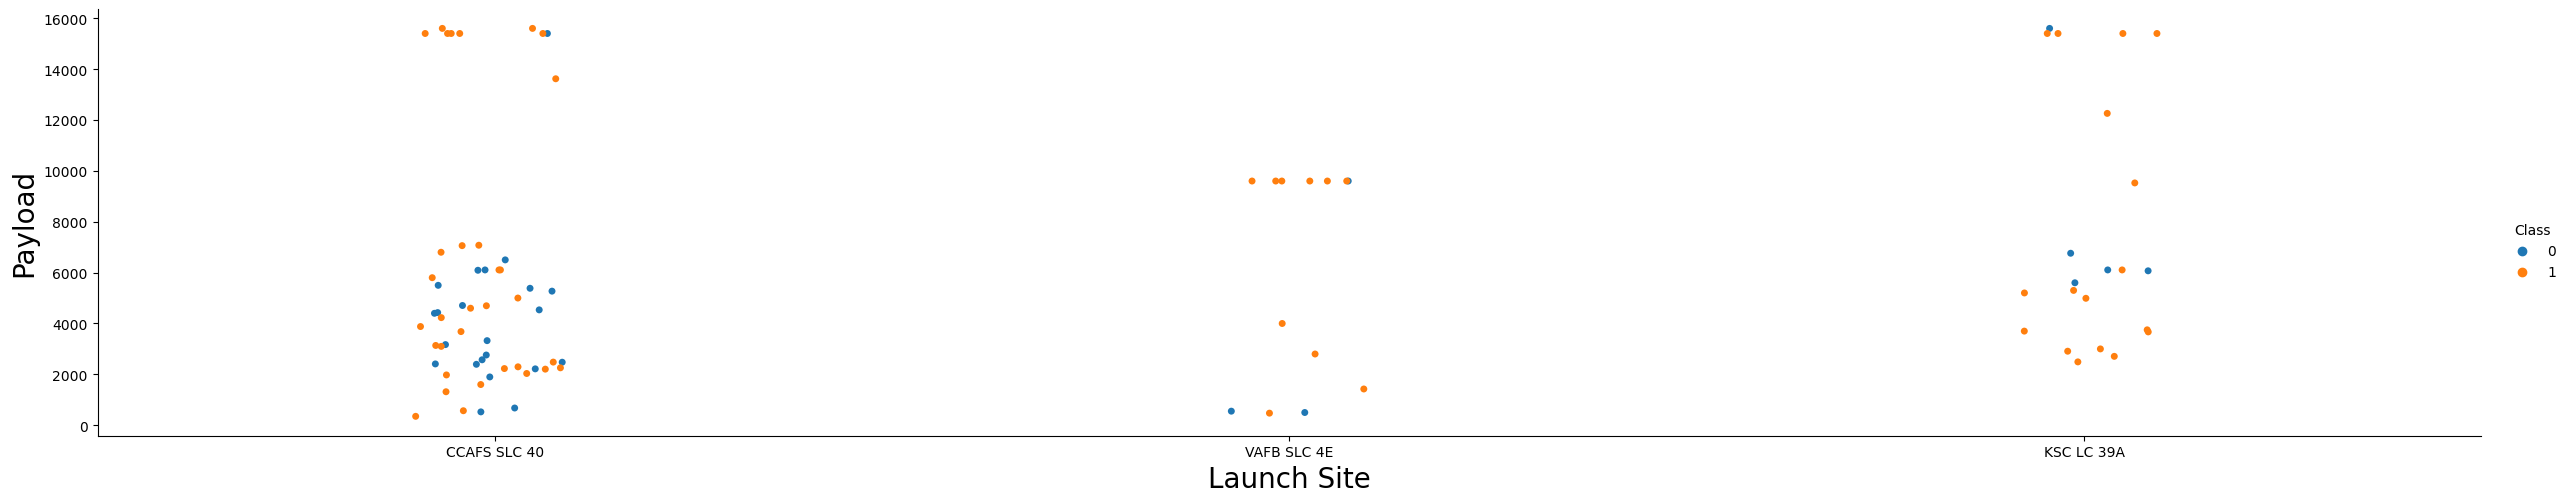 16000
14000
12000
10000
8000
6000
4000
2000
0
Payload
CCAFS SLC 40
VAFB SLC 4E
KSC LC 39A
Launch Site
Class
0
1